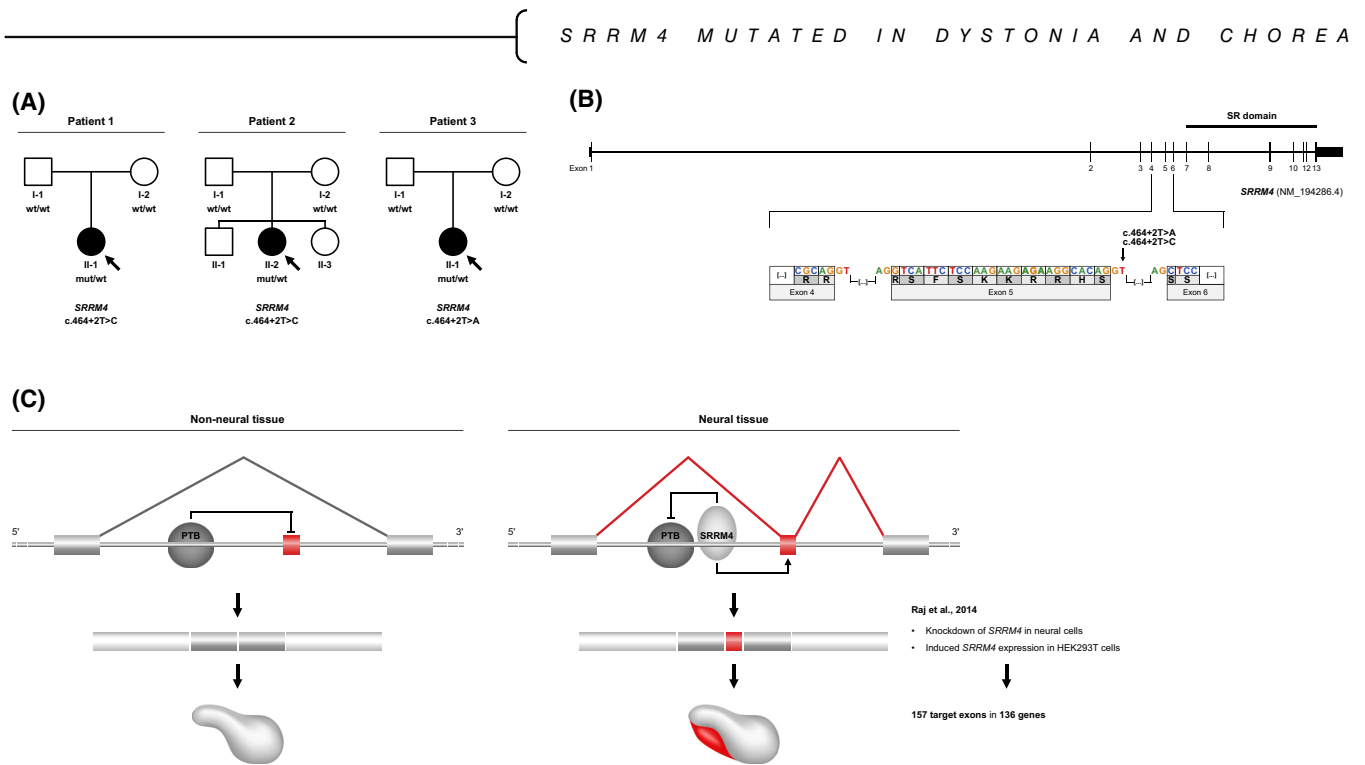 SRRM4 MUTATED IN DYSTONIA AND CHOREA
(A)
Patient 1
I-1
wt/wt
I-2
wt/wt
II-1
mut/wt
SRRM4
c.464+2T>C
Patient 2
I-1
wt/wt
I-2
wt/wt
II-1
II-2
II-3
mut/wt
SRRM4
c.464+2T>C
Patient 3
I-1
wt/wt
I-2
wt/wt
II-1
mut/wt
SRRM4
c.464+2T>A
(B)
SR domain
Exon 1 2 3 4 5 6 7 8 9 10 12 13
SRRM4 (NM_194286.4)
c.464+2T>A
c.464+2T>C
[...] CGCAGGT [...] AGGTCATTCTCCAAGAAGAGAAGGCACAGGT [...] AGCTCC [...]
R R R S F S K K R R H S S S
Exon 4 Exon 5 Exon 6
(C)
Non-neural tissue
5' 3'
PTB
Neural tissue
5' 3'
PTB SRRM4
Raj et al., 2014
• Knockdown of SRRM4 in neural cells
• Induced SRRM4 expression in HEK293T cells
157 target exons in 136 genes